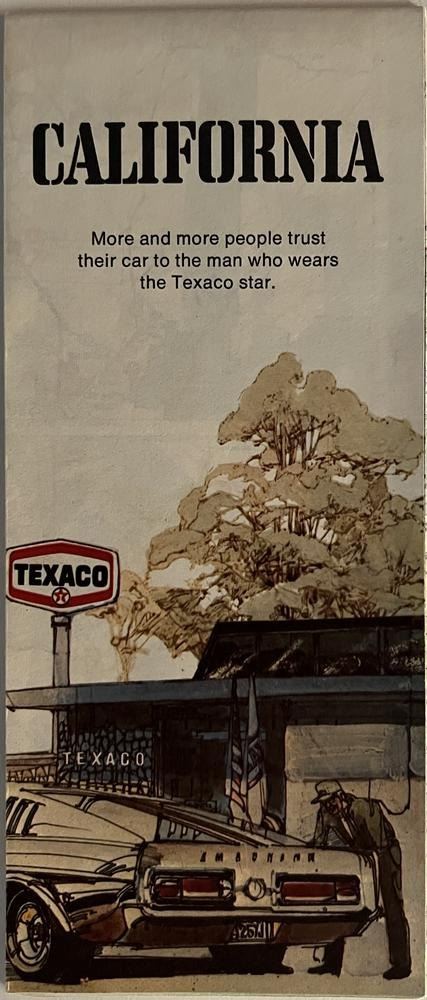 CALIFORNIA
More and more people trust
their car to the man who wears
the Texaco star.
TEXACO
T
TEXACO